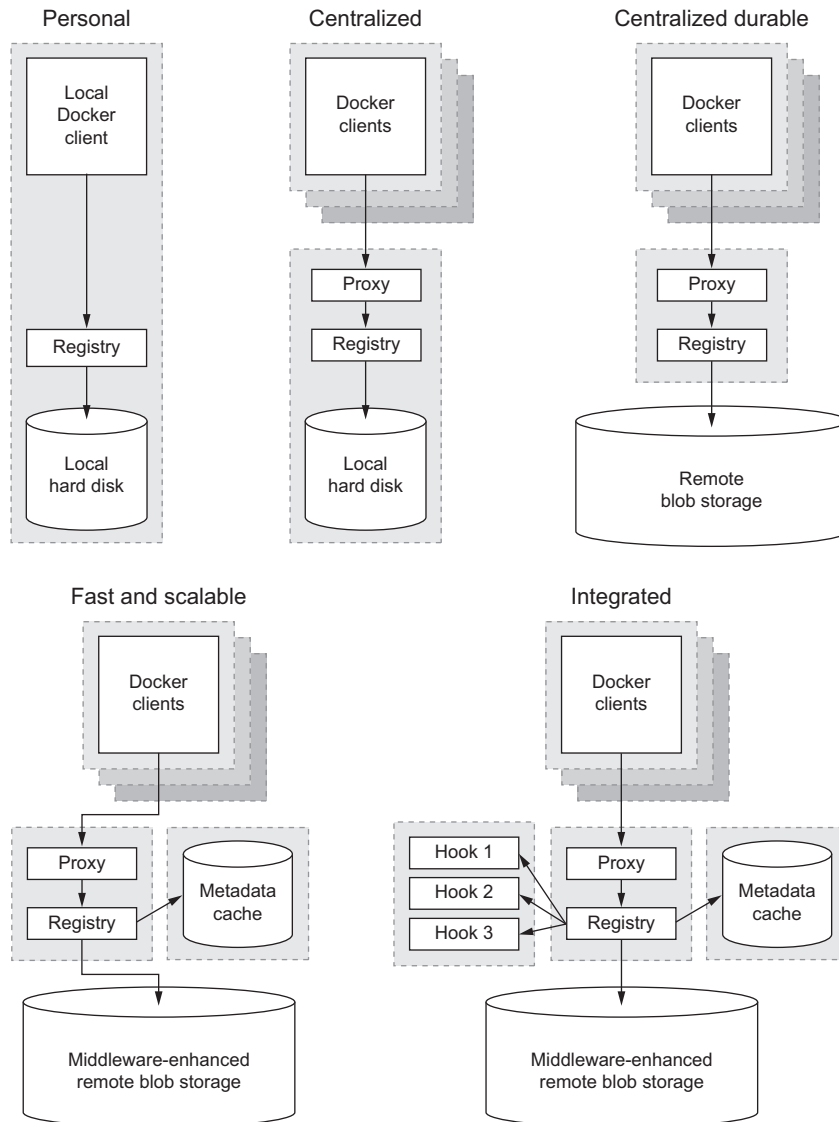 Personal
Local
Docker
client
Registry
Local
hard disk
Centralized
Docker
clients
Proxy
Registry
Local
hard disk
Centralized durable
Docker
clients
Proxy
Registry
Remote
blob storage
Fast and scalable
Docker
clients
Proxy
Registry
Metadata
cache
Middleware-enhanced
remote blob storage
Integrated
Docker
clients
Hook 1
Hook 2
Hook 3
Proxy
Registry
Metadata
cache
Middleware-enhanced
remote blob storage